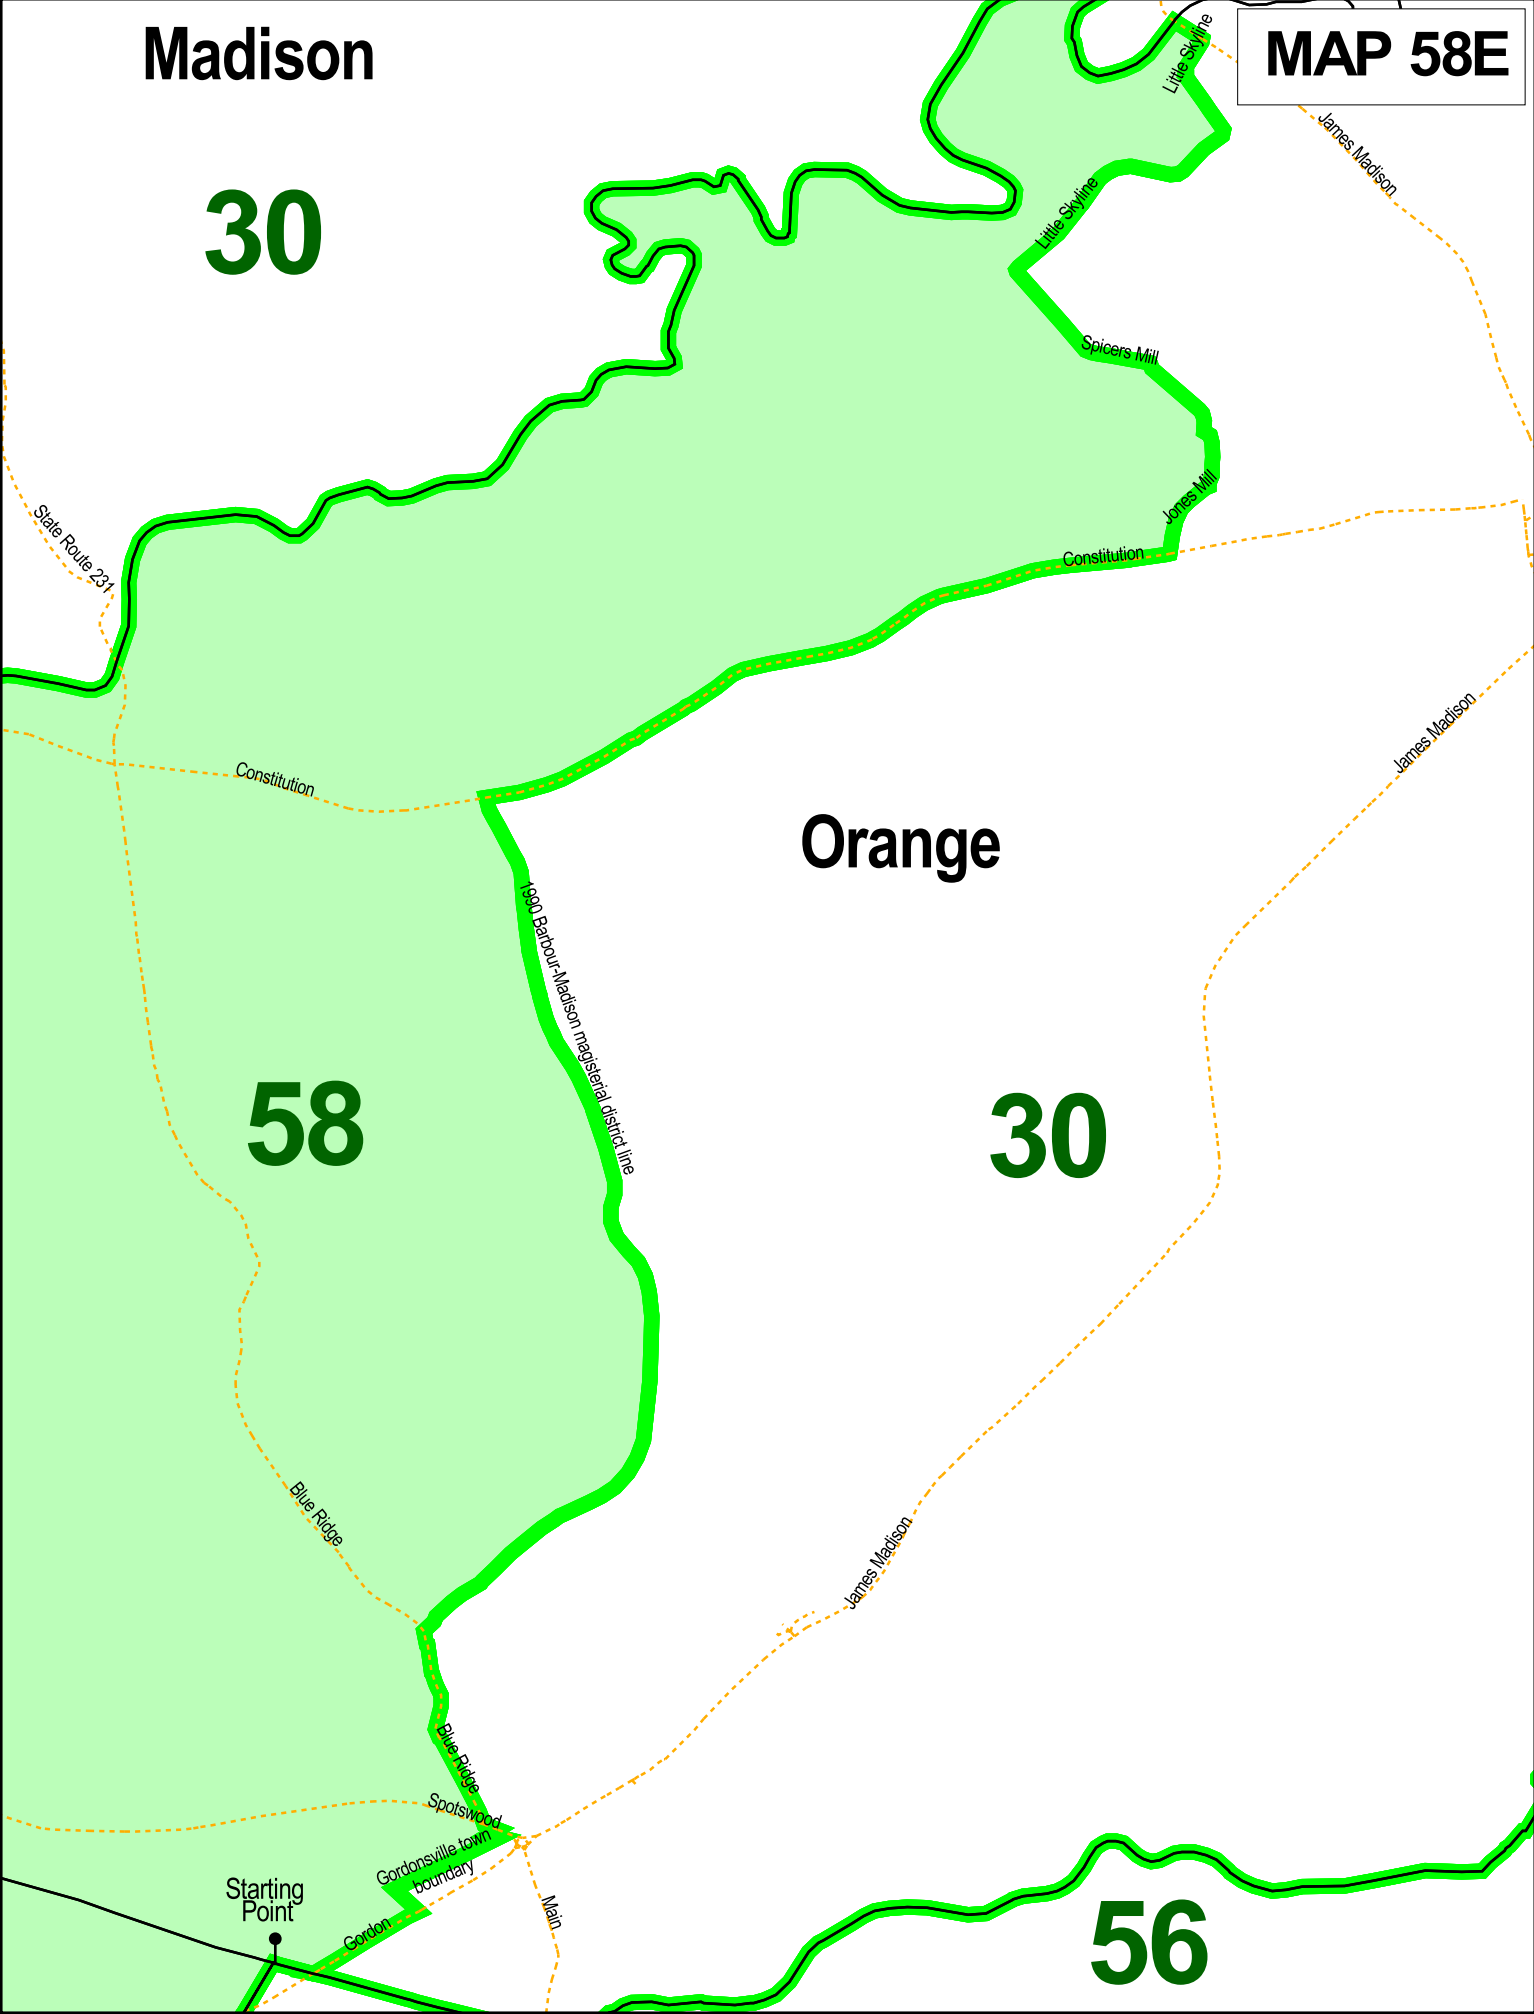 Madison
MAP 58E
Little Skyline
James Madison
30
Little Skyline
Spicers Mill
Jones Mill
State Route 231
Constitution
James Madison
Constitution
Orange
1990 Barbour-Madison magisterial district line
58
30
Blue Ridge
James Madison
Blue Ridge
Spotswood
Gordonsville town
boundary
Starting
Point
Gordon
Main
56